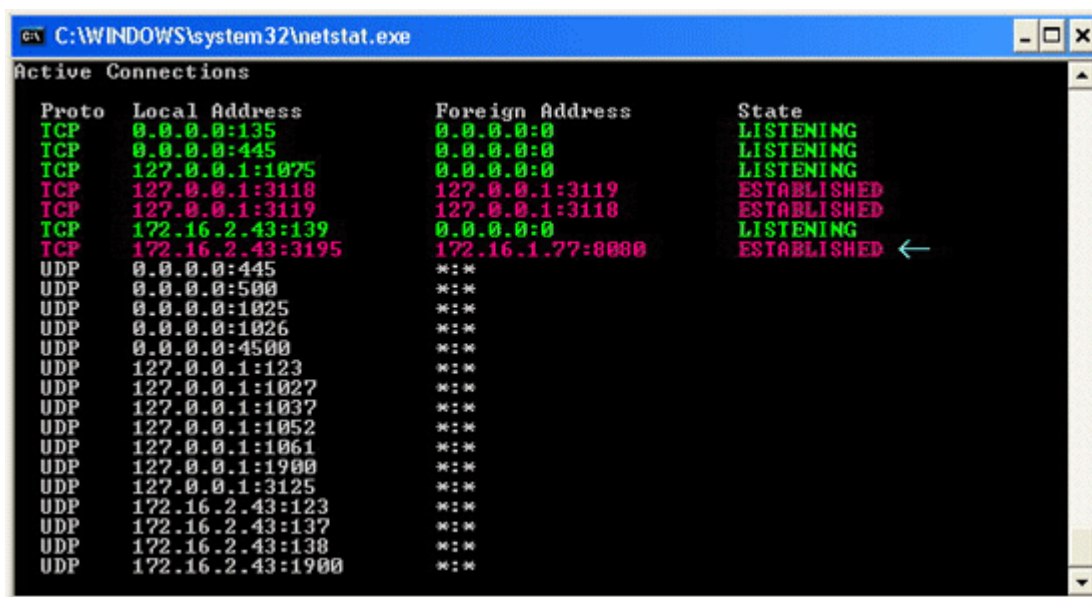 C:\WINDOWS\system32\netstat.exe
Active Connections
Proto Local Address Foreign Address State
TCP 0.0.0.0:135 0.0.0.0:0 LISTENING
TCP 0.0.0.0:445 0.0.0.0:0 LISTENING
TCP 127.0.0.1:1075 0.0.0.0:0 LISTENING
TCP 127.0.0.1:3118 127.0.0.1:3119 ESTABLISHED
TCP 127.0.0.1:3119 127.0.0.1:3118 ESTABLISHED
TCP 172.16.2.43:139 0.0.0.0:0 LISTENING
TCP 172.16.2.43:3195 172.16.1.77:8080 ESTABLISHED ←
UDP 0.0.0.0:445 *:*
UDP 0.0.0.0:500 *:*
UDP 0.0.0.0:1025 *:*
UDP 0.0.0.0:1026 *:*
UDP 0.0.0.0:4500 *:*
UDP 127.0.0.1:123 *:*
UDP 127.0.0.1:1027 *:*
UDP 127.0.0.1:1037 *:*
UDP 127.0.0.1:1052 *:*
UDP 127.0.0.1:1061 *:*
UDP 127.0.0.1:1900 *:*
UDP 127.0.0.1:3125 *:*
UDP 172.16.2.43:123 *:*
UDP 172.16.2.43:137 *:*
UDP 172.16.2.43:138 *:*
UDP 172.16.2.43:1900 *:*